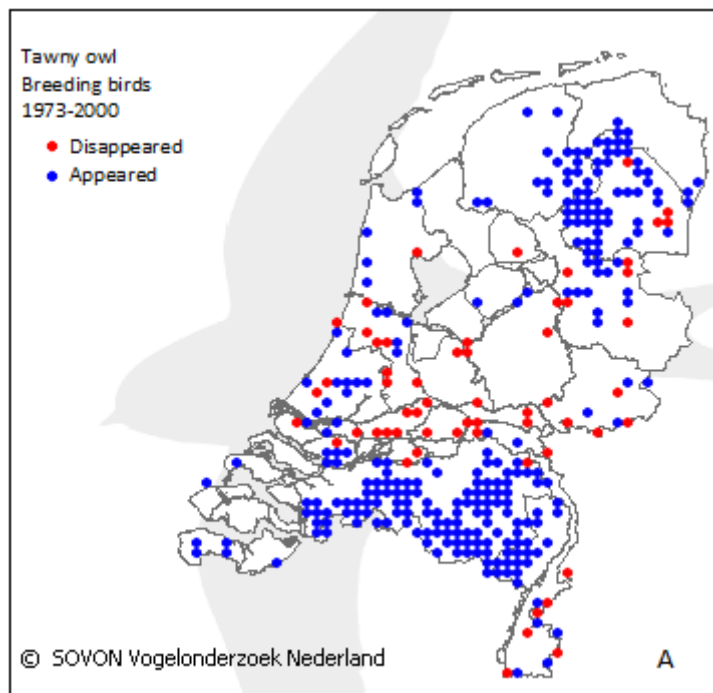 Tawny owl
Breeding birds
1973-2000
Disappeared
Appeared
© SOVON Vogelonderzoek Nederland
A